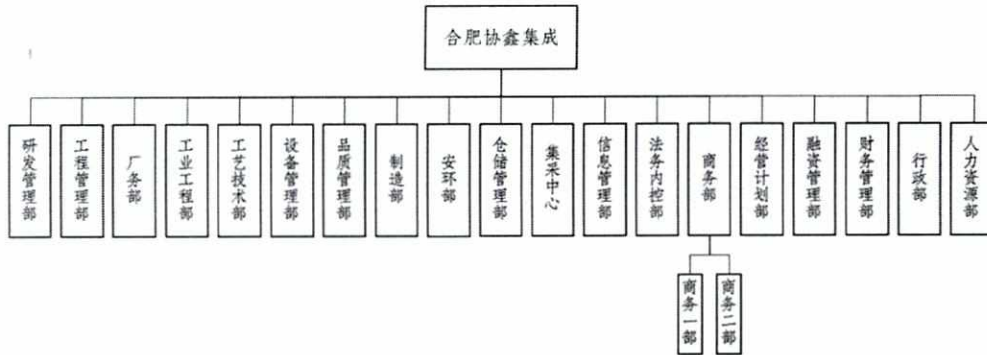 合肥协鑫集成
研发管理部
工程管理部
厂务部
工业工程部
工艺技术部
设备管理部
品质管理部
制造部
安环部
仓储管理部
集采中心
信息管理部
法务内控部
商务部
经营计划部
融资管理部
财务管理部
行政部
人力资源部
商务一部
商务二部